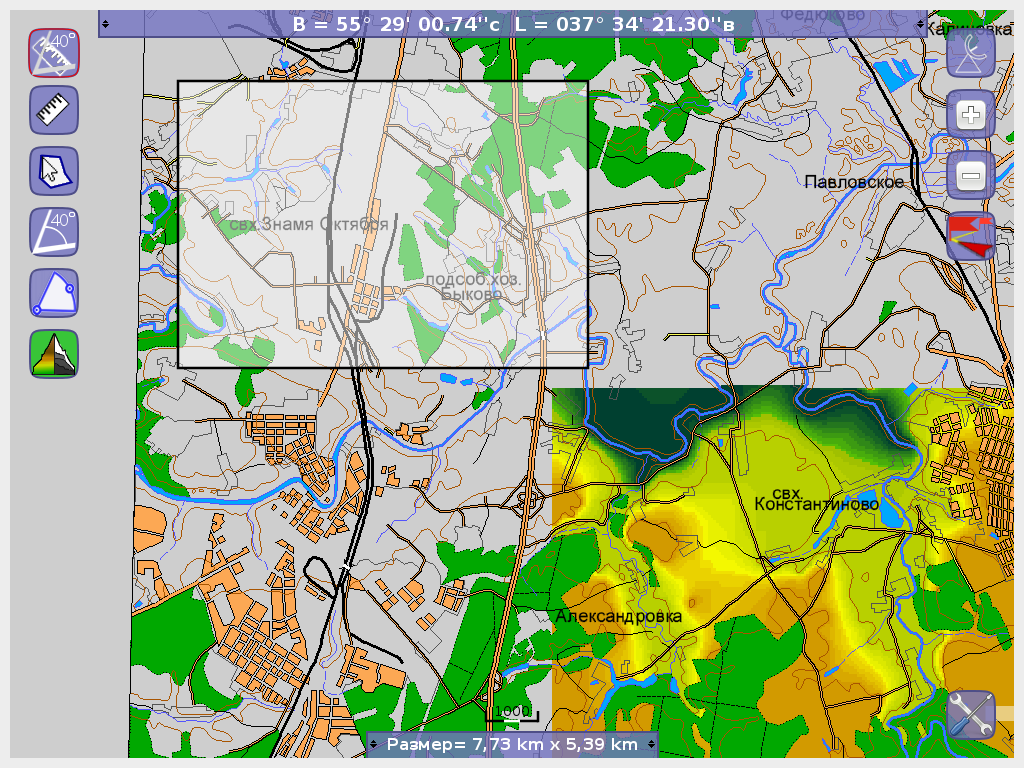 B = 55° 29' 00.74''с L = 037° 34' 21.30''в
Федюково
Калиновка
40°
Павловское
40°
свх.Знамя Октября
подсоб.хоз.
Быково
свх.
Константиново
Александровка
1000
Размер= 7,73 km x 5,39 km